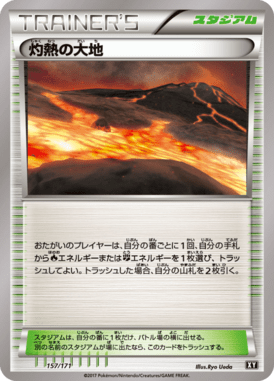 TRAINER'S
スタジアム
灼熱の大地
おたがいのプレイヤーは、自分の番ごとに1回、自分の手札
から🔥エネルギーまたは✊エネルギーを1枚選び、トラッシュ
してよい。トラッシュした場合、自分の山札を2枚引く。
スタジアムは、自分の番に1枚だけ、バトル場の横に出せる。
別の名前のスタジアムが場に出たなら、このカードをトラッシュする。
157/171
Illus.Ryo Ueda
XY
©2017 Pokémon/Nintendo/Creatures/GAME FREAK.